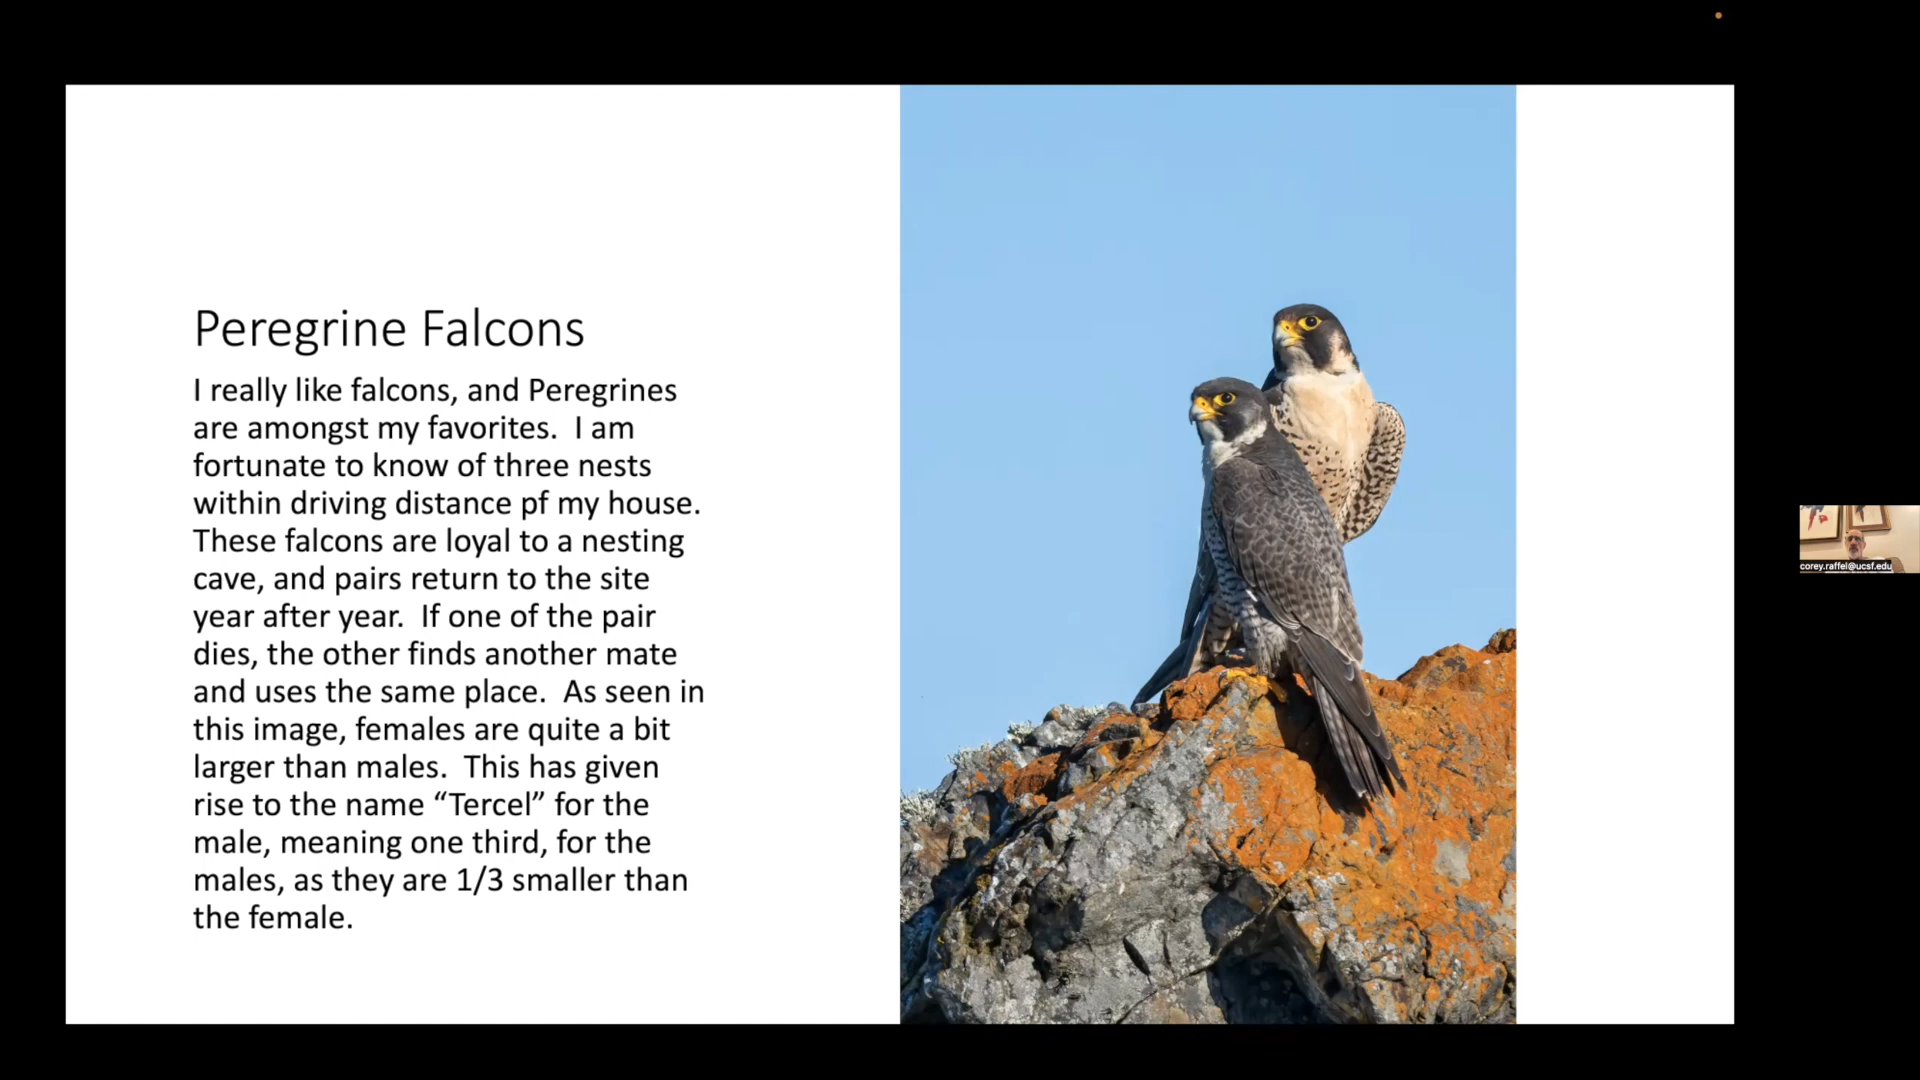 Peregrine Falcons
I really like falcons, and Peregrines
are amongst my favorites.  I am
fortunate to know of three nests
within driving distance pf my house.
These falcons are loyal to a nesting
cave, and pairs return to the site
year after year.  If one of the pair
dies, the other finds another mate
and uses the same place.  As seen in
this image, females are quite a bit
larger than males.  This has given
rise to the name “Tercel” for the
male, meaning one third, for the
males, as they are 1/3 smaller than
the female.
corey.raffel@ucsf.edu